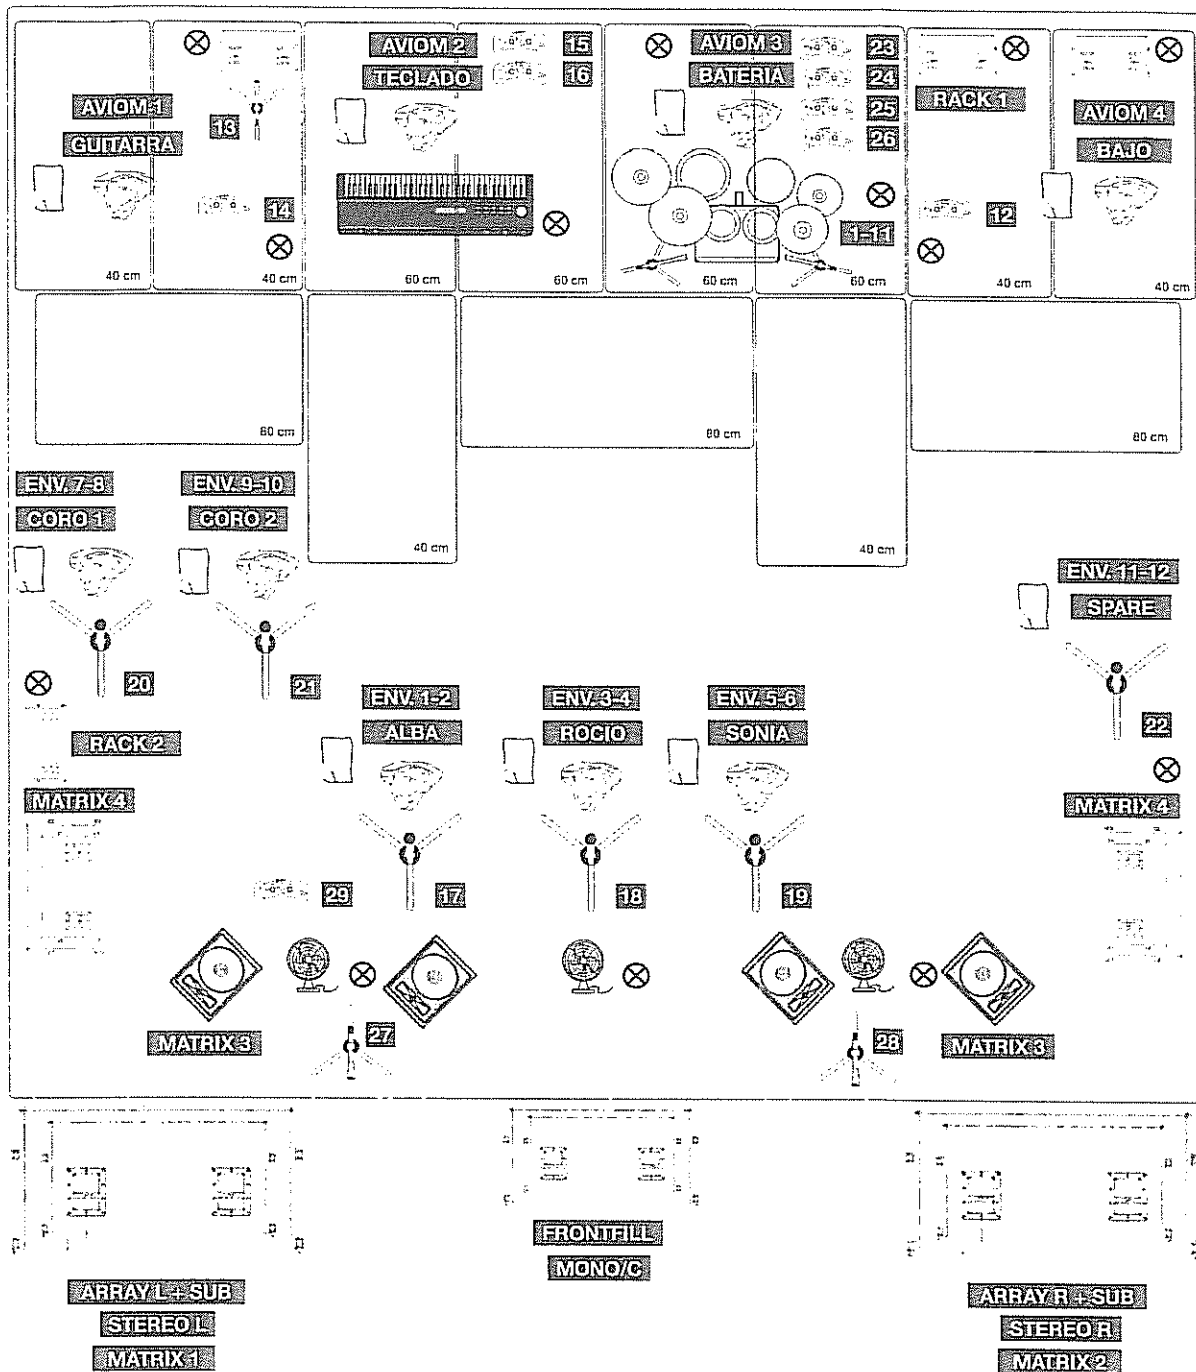 AVIOM 1
GUITARRA
40 cm
13
14
40 cm
AVIOM 2
TECLADO
15
16
60 cm
60 cm
AVIOM 3
BATERIA
23
24
25
26
1-11
60 cm
60 cm
RACK 1
12
40 cm
AVIOM 4
BAJO
40 cm
80 cm
40 cm
80 cm
40 cm
80 cm
ENV. 7-8
CORO 1
20
ENV. 9-10
CORO 2
21
ENV. 11-12
SPARE
22
RACK 2
MATRIX 4
ENV. 1-2
ALBA
17
ENV. 3-4
ROCIO
18
ENV. 5-6
SONIA
19
MATRIX 4
29
MATRIX 3
27
28
MATRIX 3
ARRAY L + SUB
STEREO L
MATRIX 1
FRONTFILL
MONO/C
ARRAY R + SUB
STEREO R
MATRIX 2